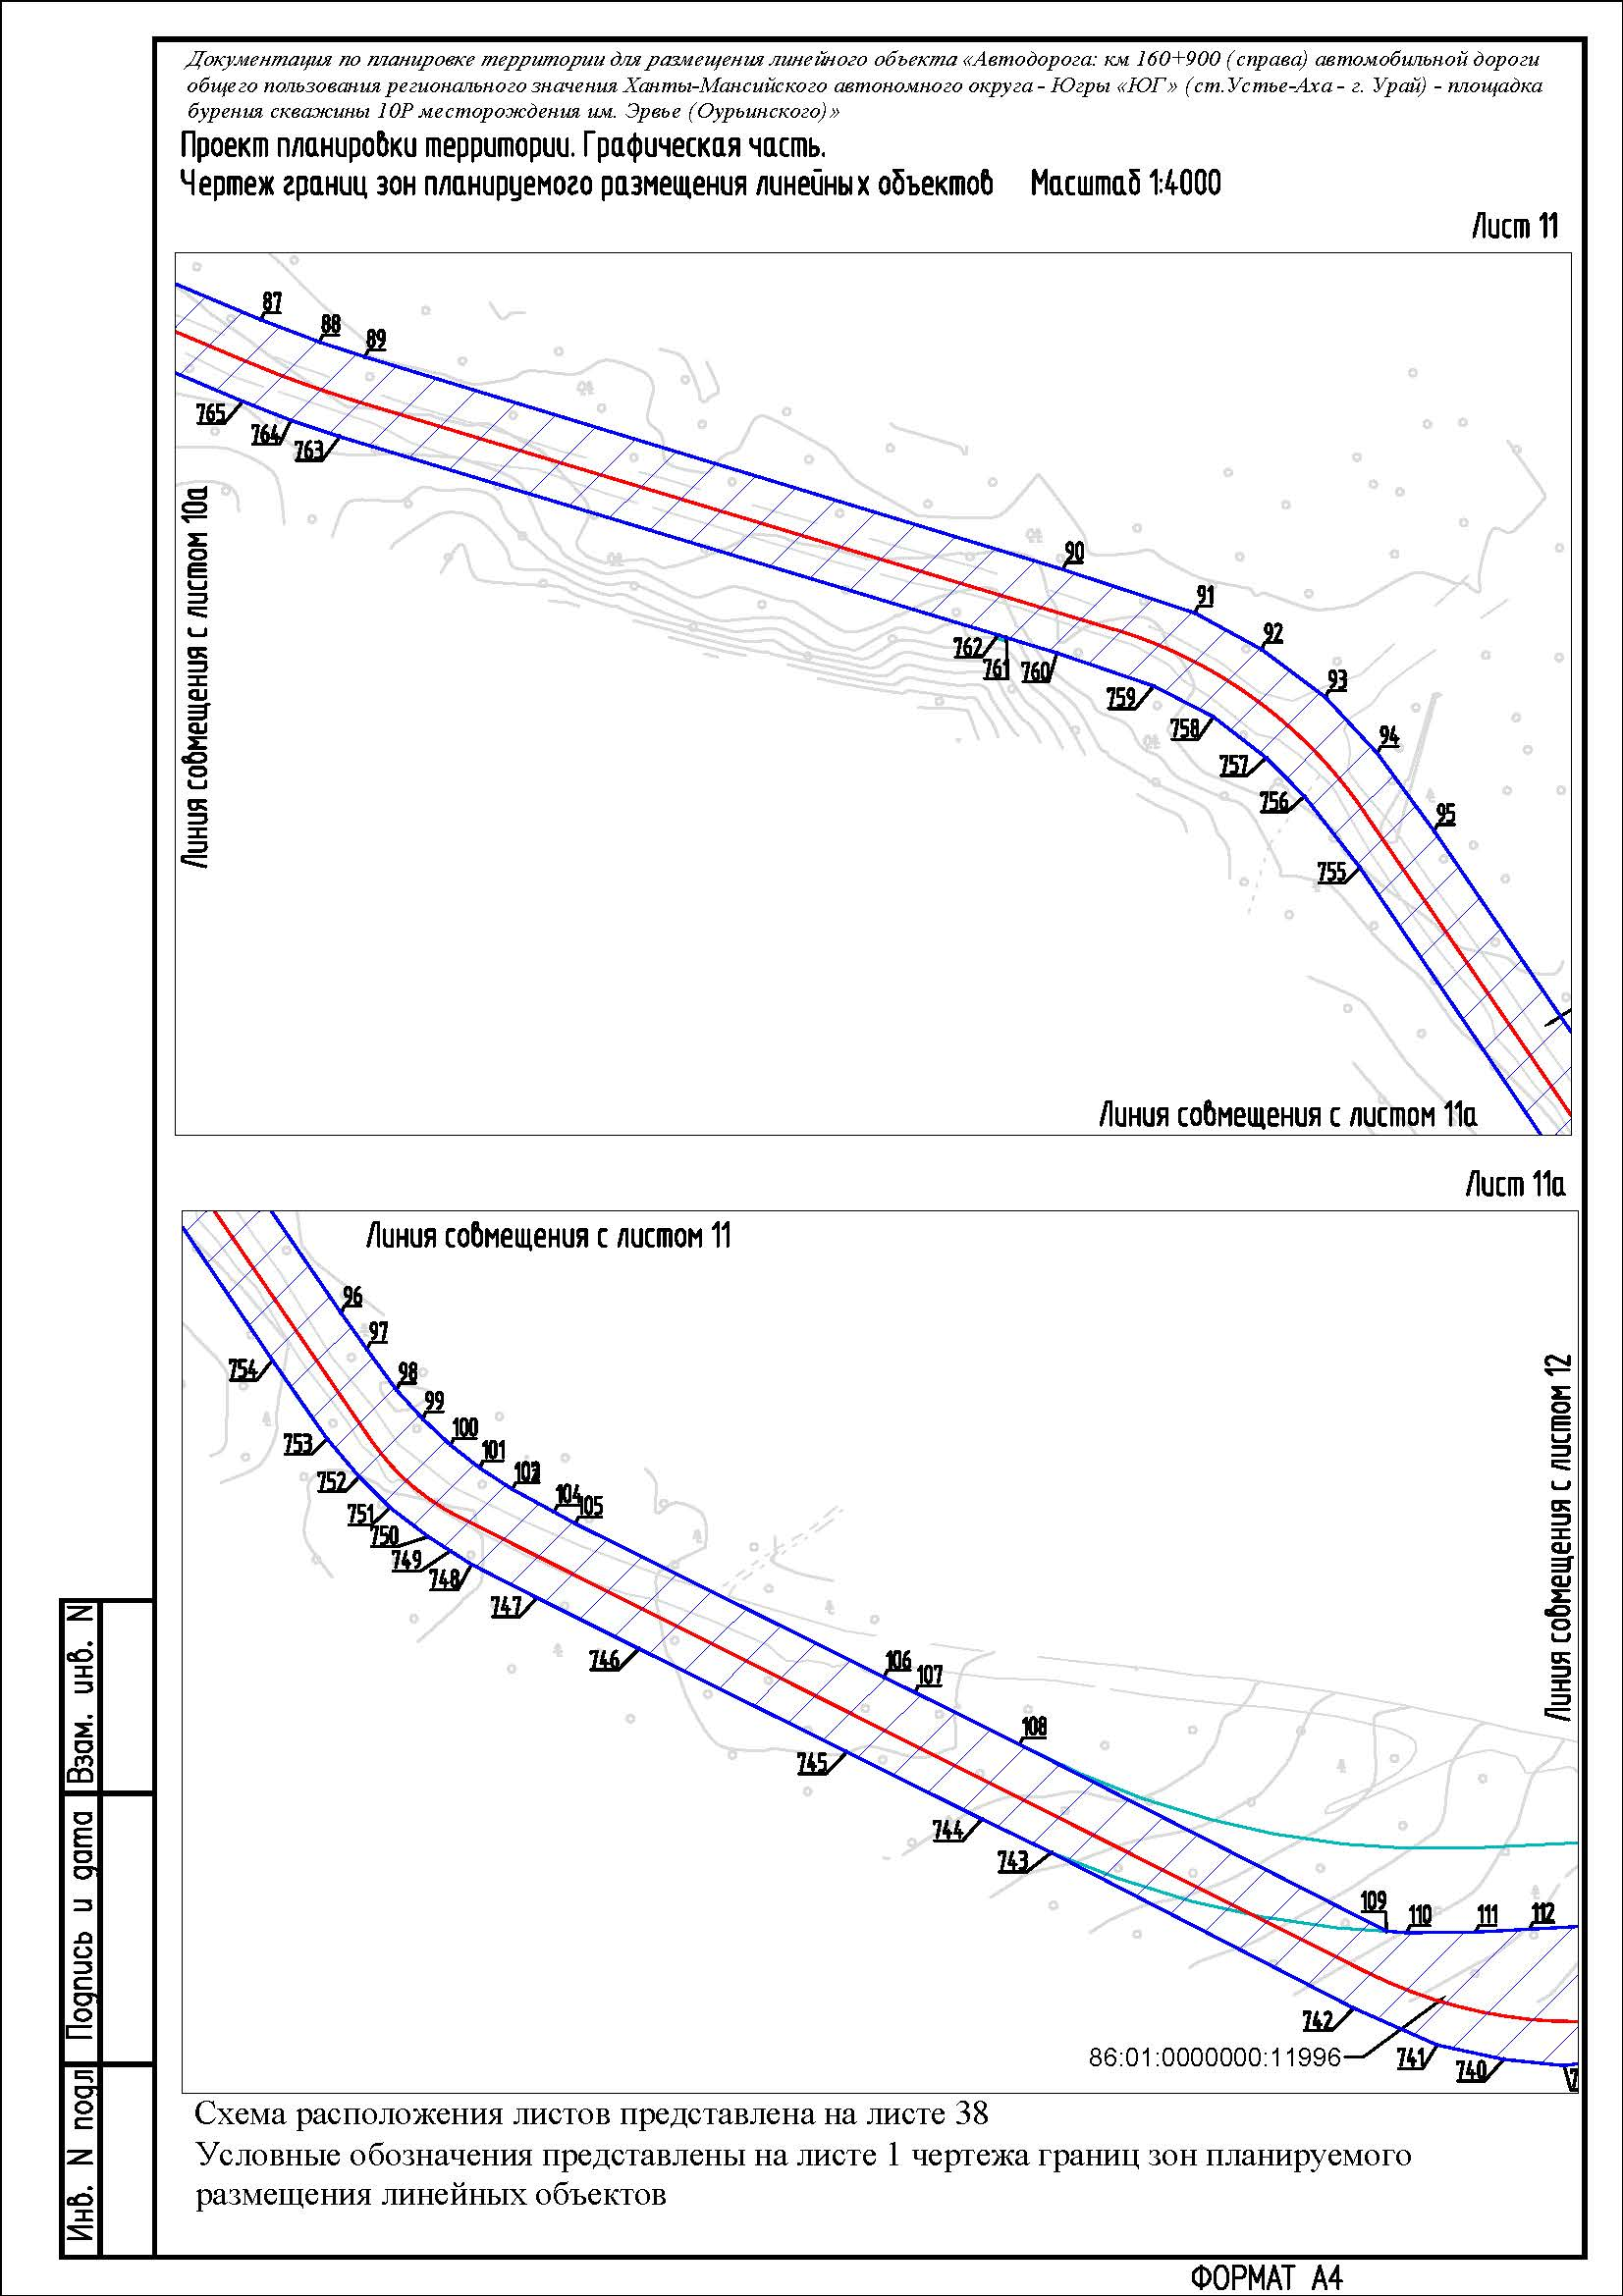 Документация по планировке территории для размещения линейного объекта «Автодорога: км 160+900 (справа) автомобильной дороги
общего пользования регионального значения Ханты-Мансийского автономного округа - Югры «ЮГ» (ст.Устье-Аха - г. Урай) - площадка
бурения скважины 10Р месторождения им. Эрвье (Оурьинского)»
Проект планировки территории. Графическая часть.
Чертеж границ зон планируемого размещения линейных объектов Масштаб 1:4000
Лист 11
87
88
89
765
764
763
Линия совмещения с листом 10а
90
91
92
93
94
95
762
761
760
759
758
757
756
755
Линия совмещения с листом 11а
Лист 11а
Линия совмещения с листом 11
96
97
98
99
100
101
104
105
106
107
108
109
110
111
112
754
753
752
751
750
749
748
747
746
745
744
743
742
741
740
86:01:0000000:11996
Линия совмещения с листом 12
Схема расположения листов представлена на листе 38
Условные обозначения представлены на листе 1 чертежа границ зон планируемого
размещения линейных объектов
Взам. инв. N
Подпись и дата
Инв. N подл
ФОРМАТ А4